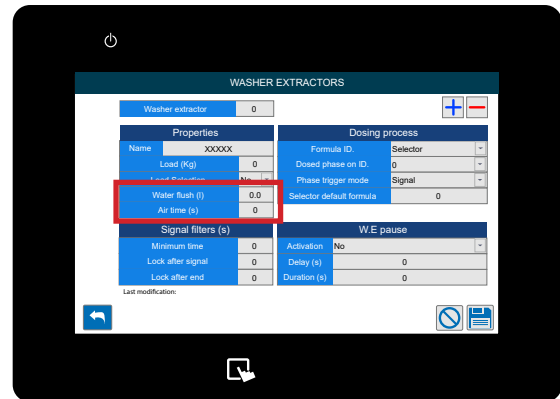 WASHER EXTRACTORS
Washer extractor 0
Properties
Name XXXXX
Load (Kg) 0
Load Selection No
Water flush (l) 0.0
Air time (s) 0
Dosing process
Formula ID. Selector
Dosed phase on ID. 0
Phase trigger mode Signal
Selector default formula 0
Signal filters (s)
Minimum time 0
Lock after signal 0
Lock after end 0
W.E pause
Activation No
Delay (s) 0
Duration (s) 0
Last modification: